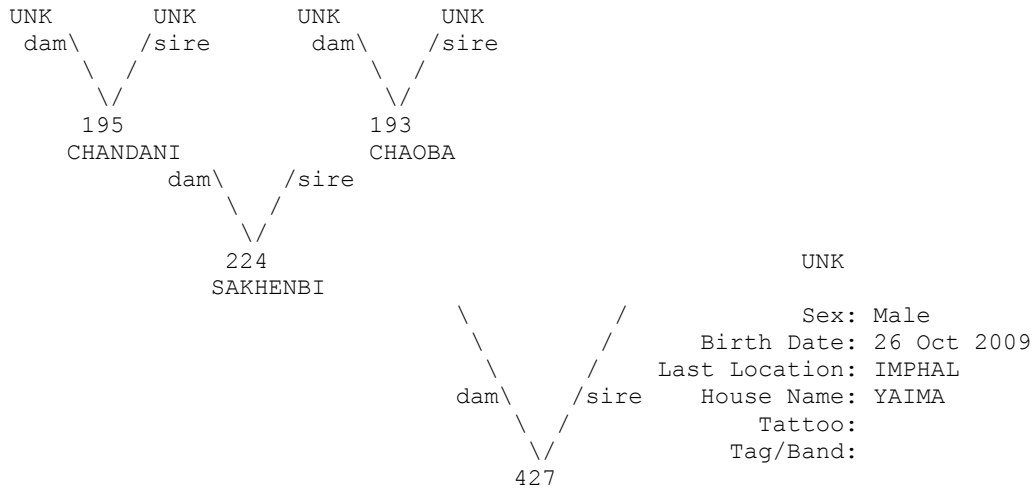 UNK UNK UNK UNK
dam\ /sire dam\ /sire
\ / \ /
\/ \/
195 193
CHANDANI CHAOBA
dam\ /sire
\ /
\/
224 UNK
SAKHENBI
\ / Sex: Male
\ / Birth Date: 26 Oct 2009
\ / Last Location: IMPHAL
dam\ /sire House Name: YAIMA
\ / Tattoo:
\/ Tag/Band:
427